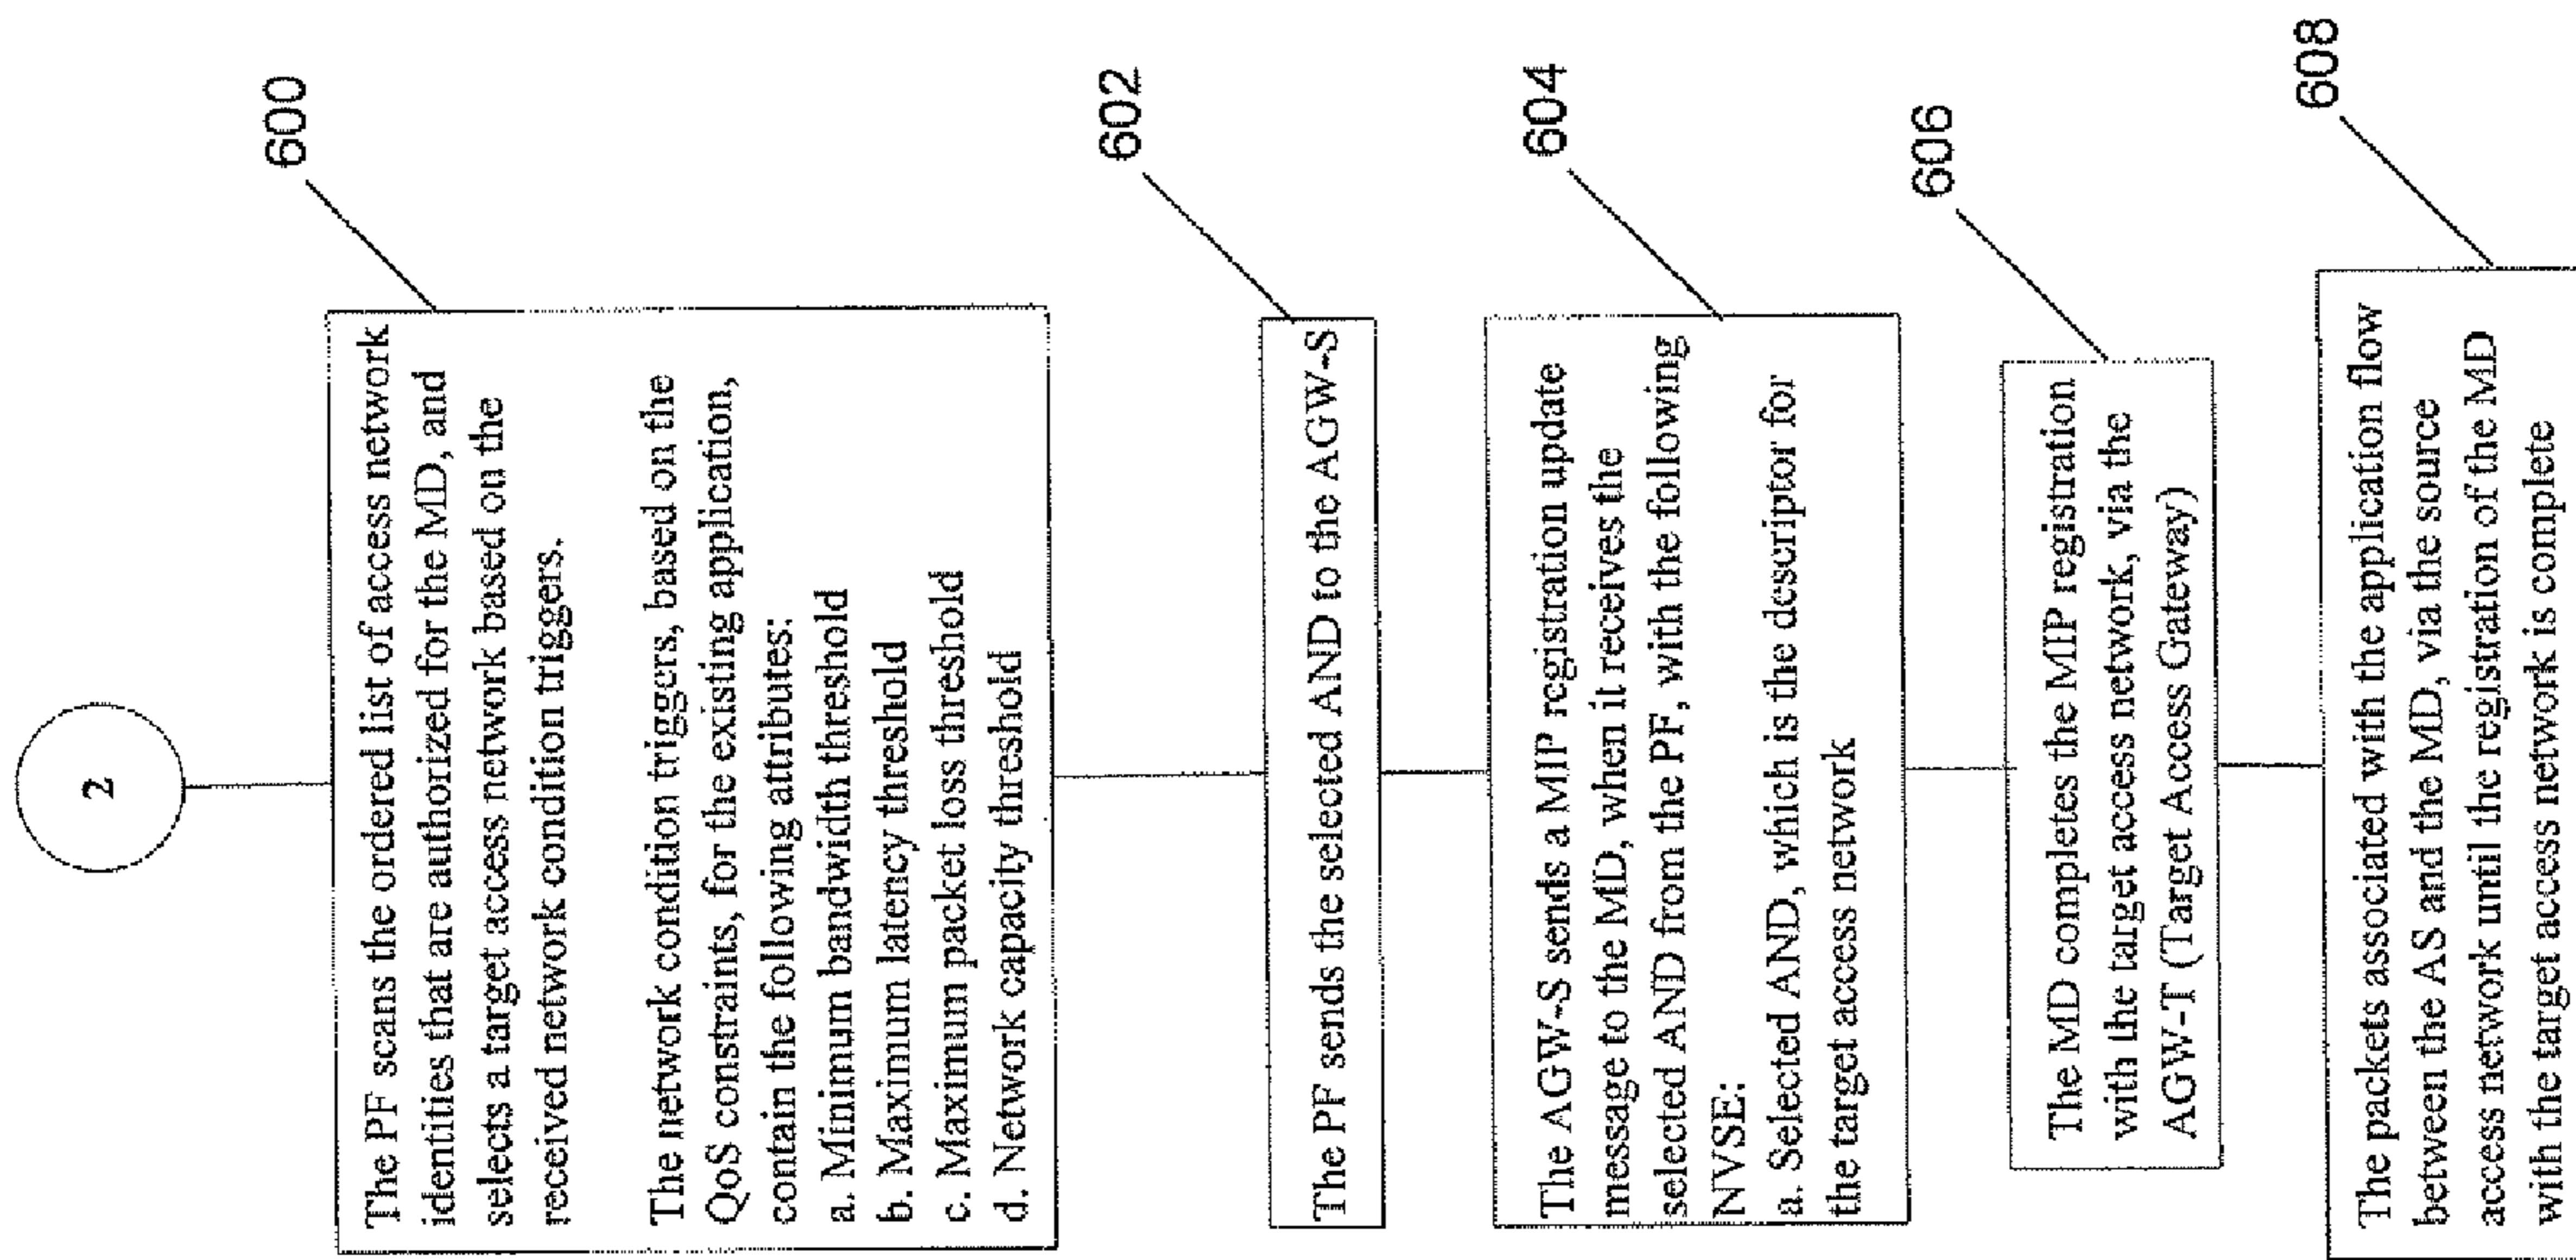 2
600
The PF scans the ordered list of access network
identities that are authorized for the MD, and
selects a target access network based on the
received network condition triggers.
The network condition triggers, based on the
QoS constraints, for the existing application,
contain the following attributes:
a. Minimum bandwidth threshold
b. Maximum latency threshold
c. Maximum packet loss threshold
d. Network capacity threshold
602
The PF sends the selected AND to the AGW-S
604
The AGW-S sends a MIP registration update
message to the MD, when it receives the
selected AND from the PF, with the following
NVSE:
a. Selected AND, which is the descriptor for
the target access network
606
The MD completes the MIP registration
with the target access network, via the
AGW-T (Target Access Gateway)
608
The packets associated with the application flow
between the AS and the MD, via the source
access network until the registration of the MD
with the target access network is complete